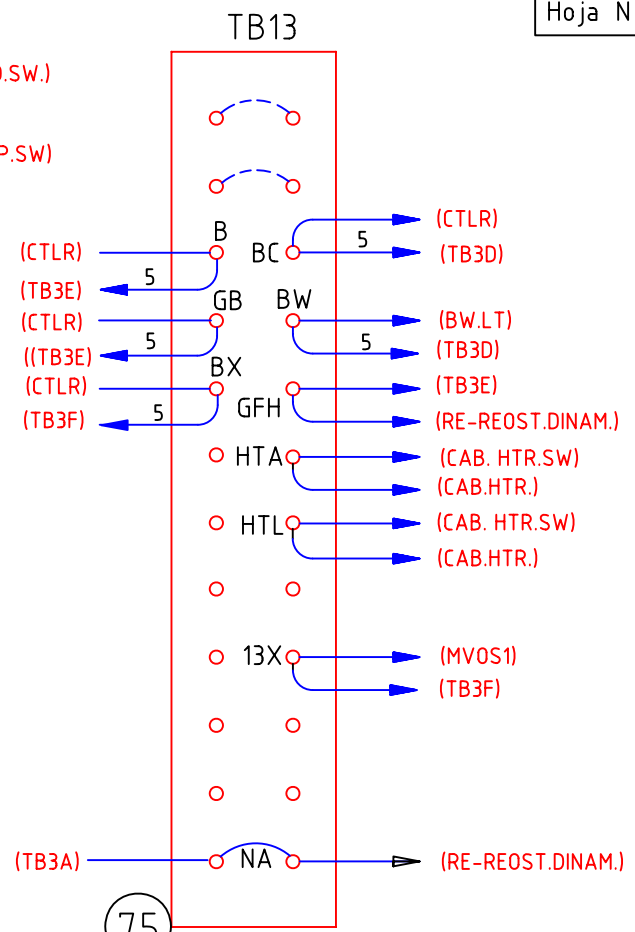 Hoja N
TB13
.SW.)
P.SW)
B
(CTLR)
(CTLR)
BC
5
(TB3D)
5
(TB3E)
GB
BW
(CTLR)
(BW.LT)
5
5
(TB3D)
((TB3E)
BX
(CTLR)
(TB3E)
5
GFH
(TB3F)
(RE-REOST.DINAM.)
HTA
(CAB. HTR.SW)
(CAB.HTR.)
HTL
(CAB. HTR.SW)
(CAB.HTR.)
13X
(MVOS1)
(TB3F)
(TB3A)
NA
(RE-REOST.DINAM.)
75